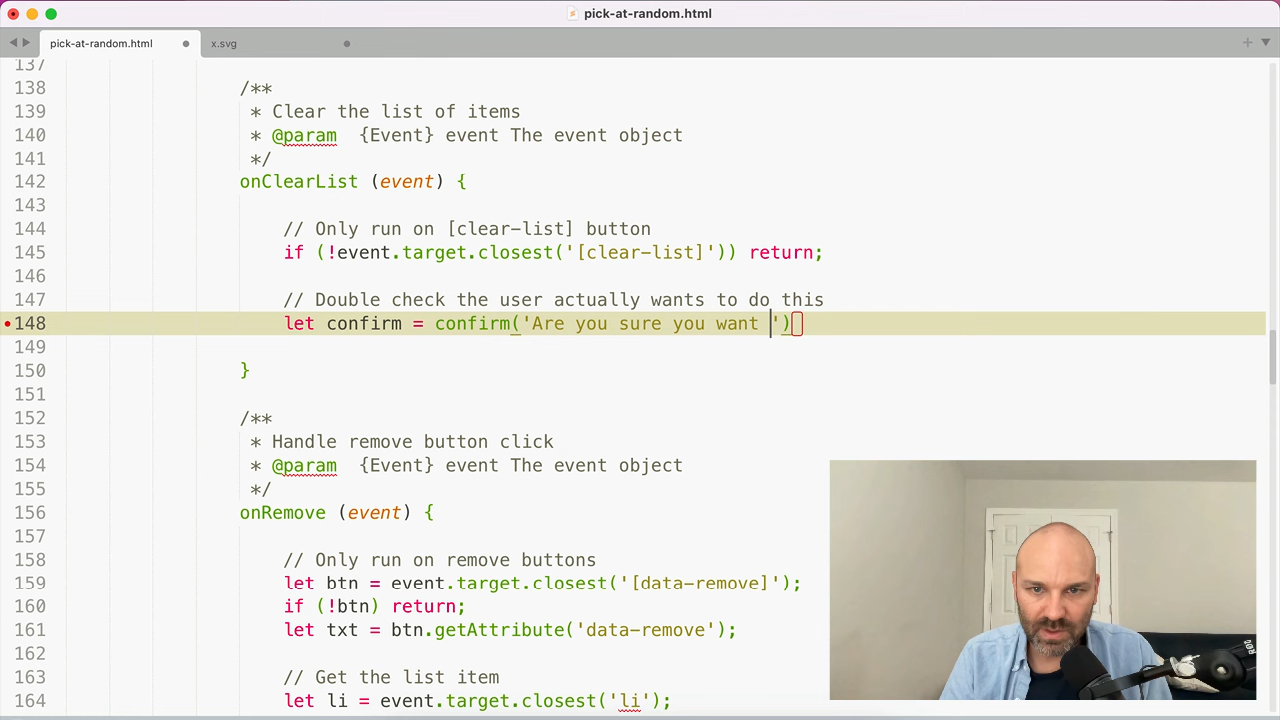 pick-at-random.html
pick-at-random.html
x.svg
137
138 /**
139 * Clear the list of items
140 * @param {Event} event The event object
141 */
142 onClearList (event) {
143
144 // Only run on [clear-list] button
145 if (!event.target.closest('[clear-list]')) return;
146
147 // Double check the user actually wants to do this
148 let confirm = confirm('Are you sure you want ')
149
150 }
151
152 /**
153 * Handle remove button click
154 * @param {Event} event The event object
155 */
156 onRemove (event) {
157
158 // Only run on remove buttons
159 let btn = event.target.closest('[data-remove]');
160 if (!btn) return;
161 let txt = btn.getAttribute('data-remove');
162
163 // Get the list item
164 let li = event.target.closest('li');